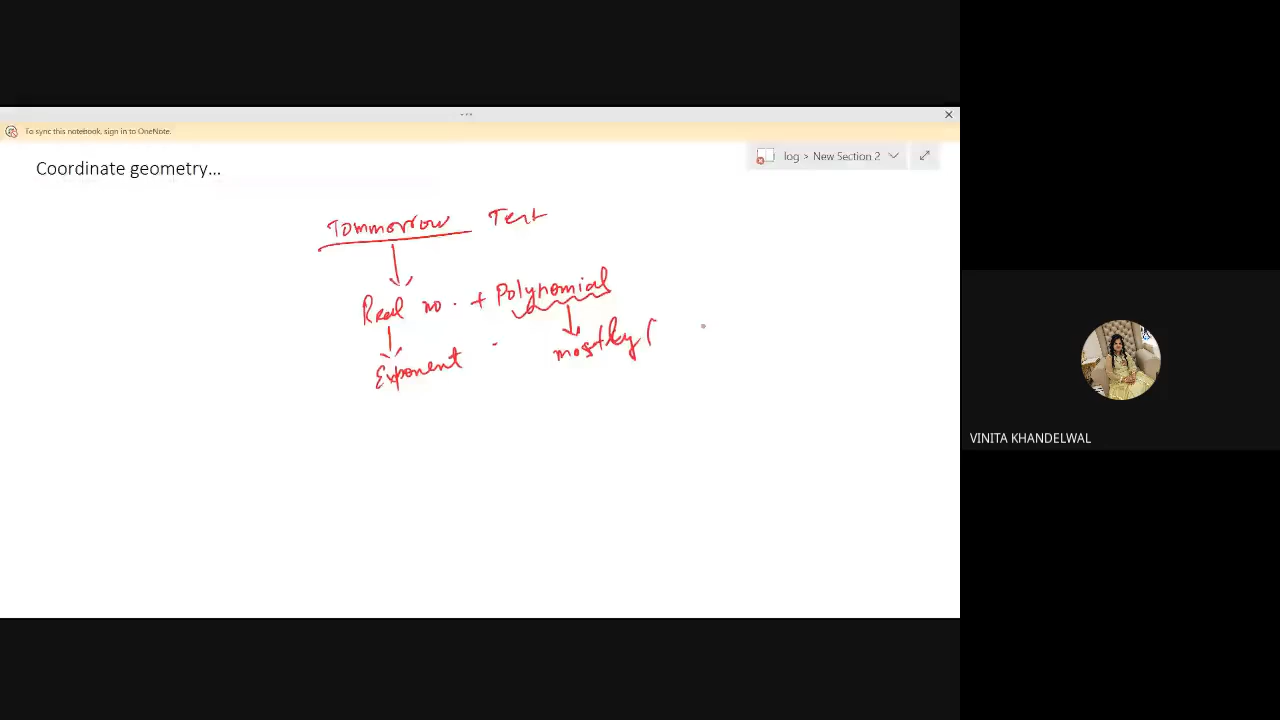 To sync this notebook, sign in to OneNote.
log > New Section 2
Coordinate geometry...
Tommorrow Test
Real no. + Polynomial
Exponent mostly (
VINITA KHANDELWAL